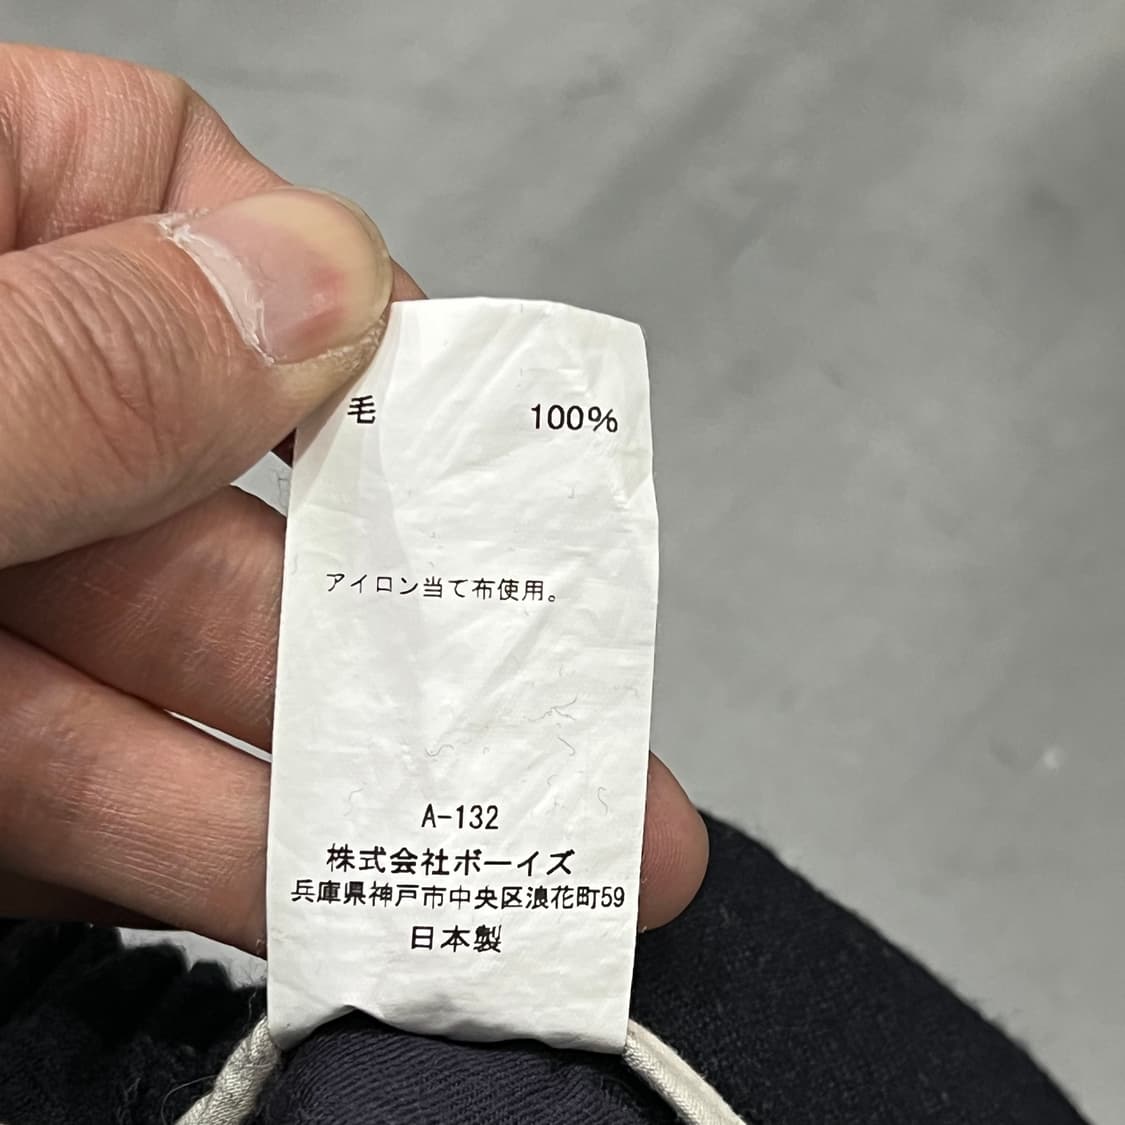 毛 100%
アイロン当て布使用。
A-132
株式会社ボーイズ
兵庫県神戸市中央区浪花町59
日本製